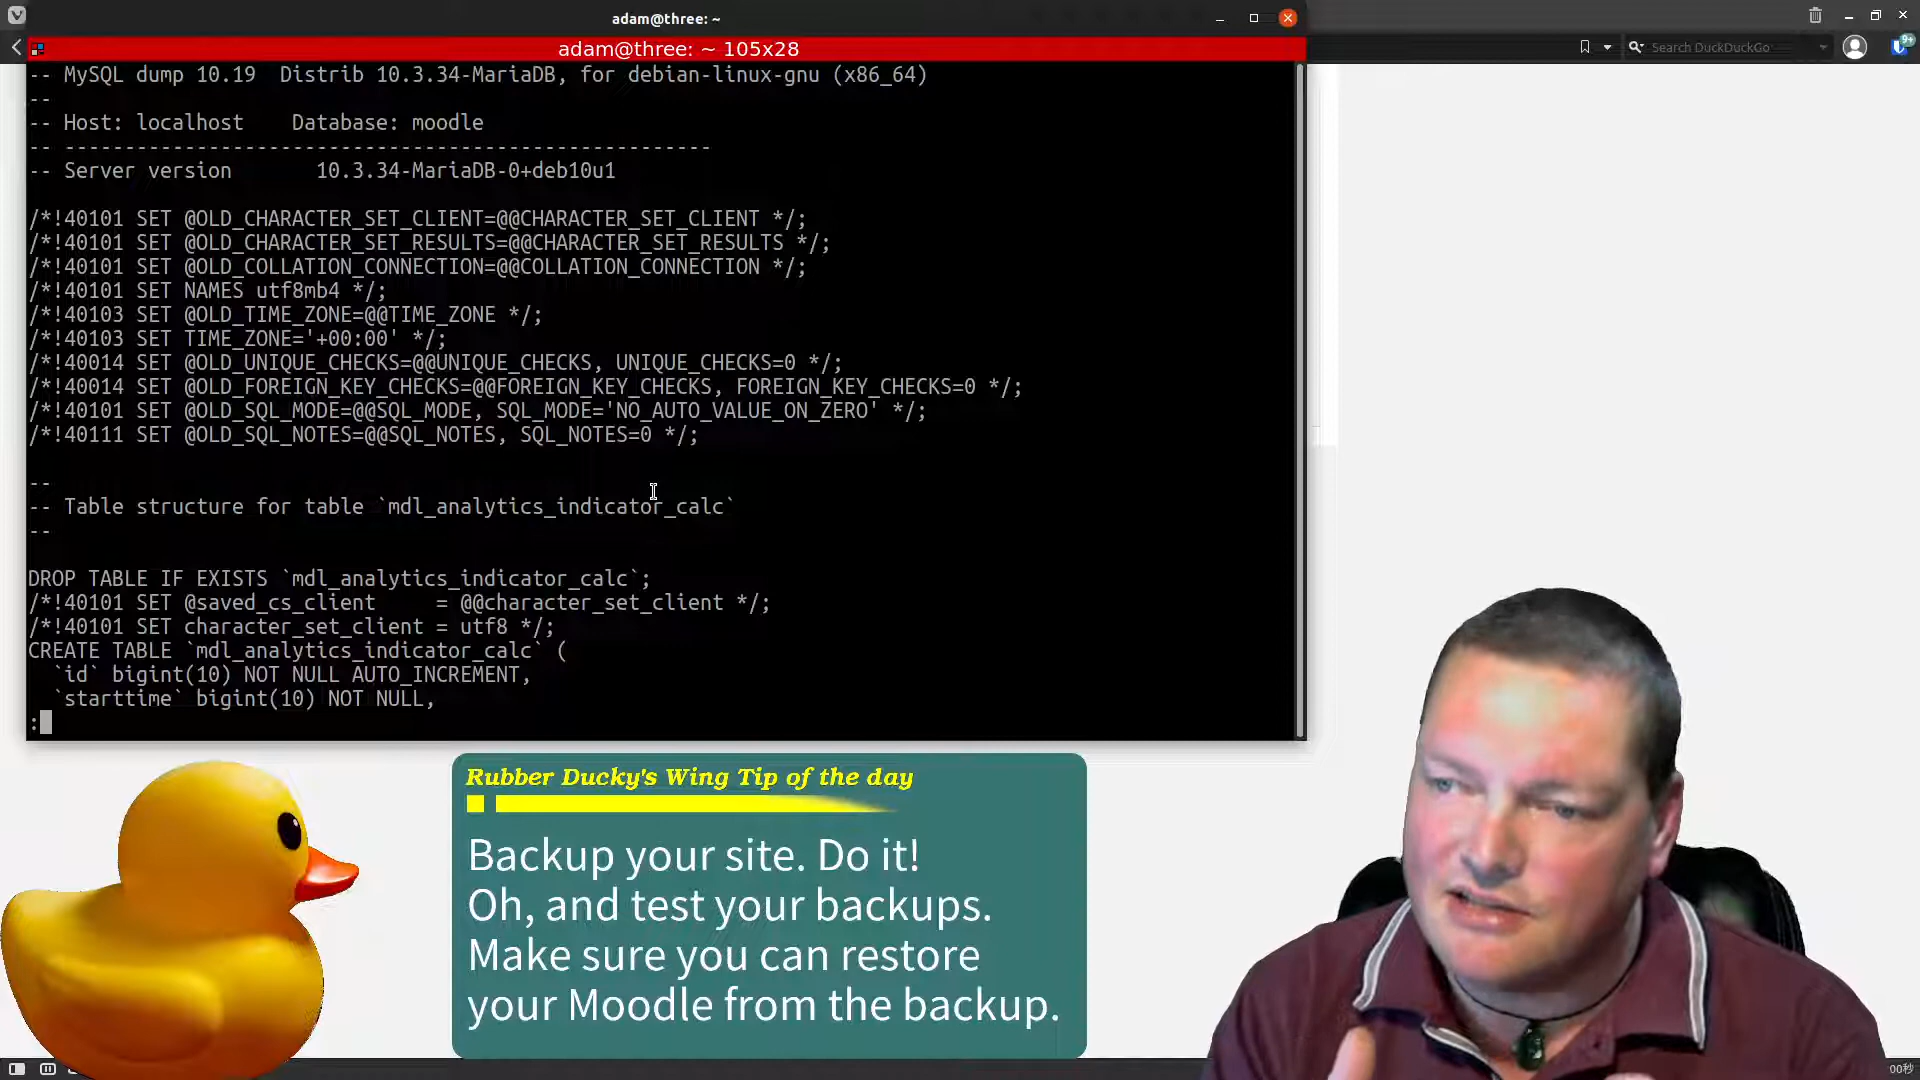 adam@three: ~
adam@three: ~ 105x28
Search DuckDuckGo
9+
-- MySQL dump 10.19  Distrib 10.3.34-MariaDB, for debian-linux-gnu (x86_64)
--
-- Host: localhost    Database: moodle
-- ------------------------------------------------------
-- Server version       10.3.34-MariaDB-0+deb10u1
/*!40101 SET @OLD_CHARACTER_SET_CLIENT=@@CHARACTER_SET_CLIENT */;
/*!40101 SET @OLD_CHARACTER_SET_RESULTS=@@CHARACTER_SET_RESULTS */;
/*!40101 SET @OLD_COLLATION_CONNECTION=@@COLLATION_CONNECTION */;
/*!40101 SET NAMES utf8mb4 */;
/*!40103 SET @OLD_TIME_ZONE=@@TIME_ZONE */;
/*!40103 SET TIME_ZONE='+00:00' */;
/*!40014 SET @OLD_UNIQUE_CHECKS=@@UNIQUE_CHECKS, UNIQUE_CHECKS=0 */;
/*!40014 SET @OLD_FOREIGN_KEY_CHECKS=@@FOREIGN_KEY_CHECKS, FOREIGN_KEY_CHECKS=0 */;
/*!40101 SET @OLD_SQL_MODE=@@SQL_MODE, SQL_MODE='NO_AUTO_VALUE_ON_ZERO' */;
/*!40111 SET @OLD_SQL_NOTES=@@SQL_NOTES, SQL_NOTES=0 */;
--
-- Table structure for table `mdl_analytics_indicator_calc`
--
DROP TABLE IF EXISTS `mdl_analytics_indicator_calc`;
/*!40101 SET @saved_cs_client     = @@character_set_client */;
/*!40101 SET character_set_client = utf8 */;
CREATE TABLE `mdl_analytics_indicator_calc` (
  `id` bigint(10) NOT NULL AUTO_INCREMENT,
  `starttime` bigint(10) NOT NULL,
:
Rubber Ducky's Wing Tip of the day
Backup your site. Do it!
Oh, and test your backups.
Make sure you can restore
your Moodle from the backup.
00秒